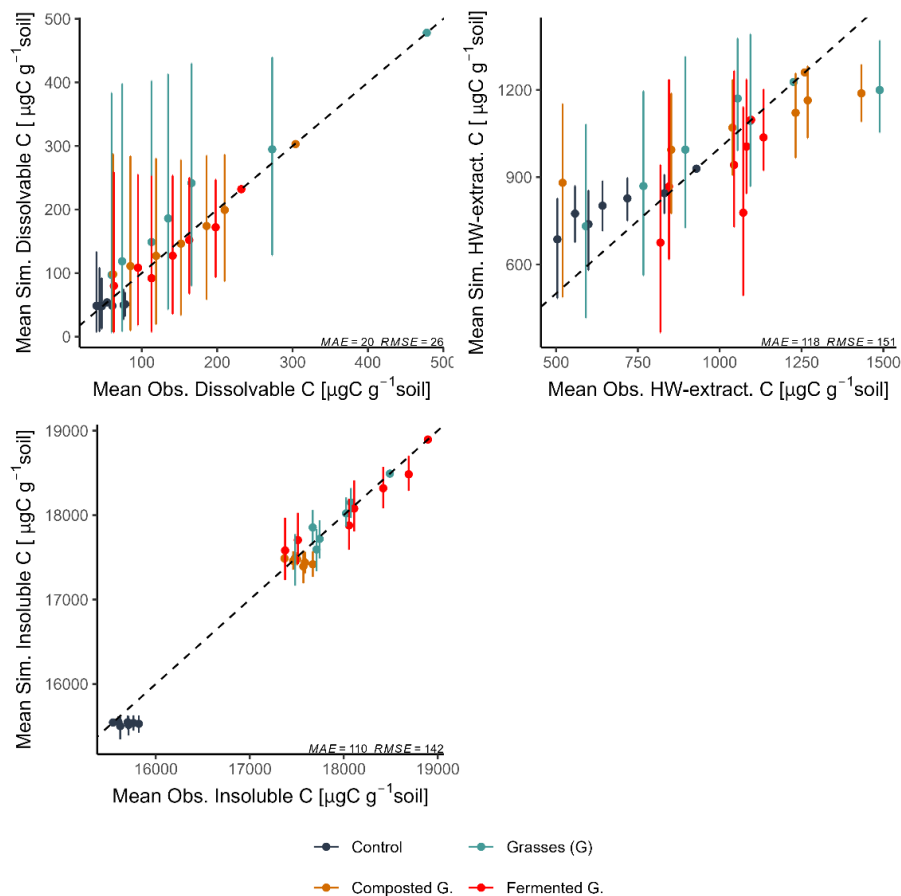 Mean Sim. Dissolvable C [ µgC g−1soil]
500
400
300
200
100
0
MAE = 20 RMSE = 26
100 200 300 400 500
Mean Obs. Dissolvable C [µgC g−1soil]
Mean Sim. HW-extract. C [ µgC g−1soil]
1200
900
600
MAE = 118 RMSE = 151
500 750 1000 1250 1500
Mean Obs. HW-extract. C [µgC g−1soil]
Mean Sim. Insoluble C [ µgC g−1soil]
19000
18000
17000
16000
MAE = 110 RMSE = 142
16000 17000 18000 19000
Mean Obs. Insoluble C [µgC g−1soil]
Control Grasses (G)
Composted G. Fermented G.